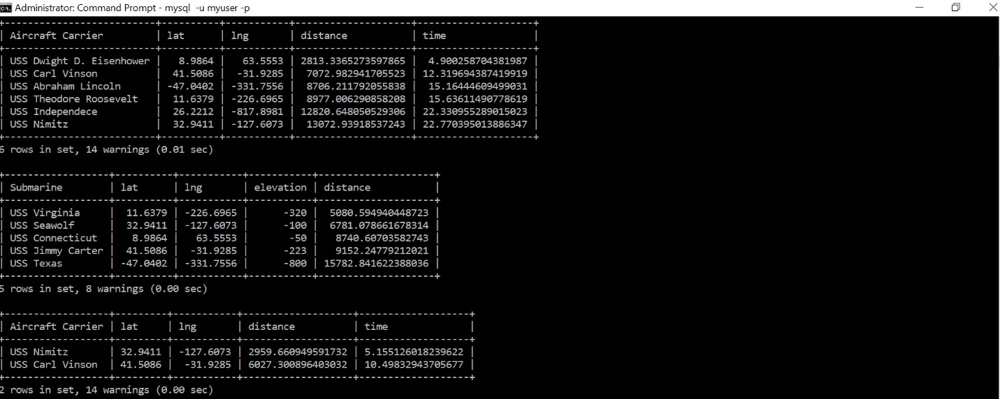 Administrator: Command Prompt - mysql  -u myuser -p
+-------------------------+----------+-----------+--------------------+--------------------+
| Aircraft Carrier         | lat      | lng       | distance           | time               |
+-------------------------+----------+-----------+--------------------+--------------------+
| USS Dwight D. Eisenhower |   8.9864 |   63.5553 | 2813.3365273597865 |  4.900258704381987 |
| USS Carl Vinson          |  41.5086 |  -31.9285 |  7072.982941705523 | 12.319694387419919 |
| USS Abraham Lincoln      | -47.0402 | -331.7556 |  8706.211792055838 |  15.16444609499031 |
| USS Theodore Roosevelt   |  11.6379 | -226.6965 |  8977.006290858208 |  15.63611490778619 |
| USS Independece          |  26.2212 | -817.8981 | 12820.648050529306 | 22.330955289015023 |
| USS Nimitz               |  32.9411 | -127.6073 |  13072.93918537243 | 22.770395013886347 |
+-------------------------+----------+-----------+--------------------+--------------------+
6 rows in set, 14 warnings (0.01 sec)
+------------------+----------+-----------+-----------+--------------------+
| Submarine        | lat      | lng       | elevation | distance           |
+------------------+----------+-----------+-----------+--------------------+
| USS Virginia     |  11.6379 | -226.6965 |      -320 |  5080.594940448723 |
| USS Seawolf      |  32.9411 | -127.6073 |      -100 |  6781.078661678314 |
| USS Connecticut  |   8.9864 |   63.5553 |       -50 |   8740.60703582743 |
| USS Jimmy Carter |  41.5086 |  -31.9285 |      -223 |   9152.24779212021 |
| USS Texas        | -47.0402 | -331.7556 |      -800 | 15782.841622388036 |
+------------------+----------+-----------+-----------+--------------------+
5 rows in set, 8 warnings (0.00 sec)
+------------------+---------+-----------+-------------------+-------------------+
| Aircraft Carrier | lat     | lng       | distance          | time              |
+------------------+---------+-----------+-------------------+-------------------+
| USS Nimitz       | 32.9411 | -127.6073 | 2959.660949591732 | 5.155126018239622 |
| USS Carl Vinson  | 41.5086 |  -31.9285 | 6027.300896403032 | 10.49832943705677 |
+------------------+---------+-----------+-------------------+-------------------+
2 rows in set, 14 warnings (0.00 sec)